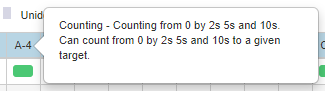 Unid
Counting - Counting from 0 by 2s 5s and 10s.
A-4
Can count from 0 by 2s 5s and 10s to a given
target.